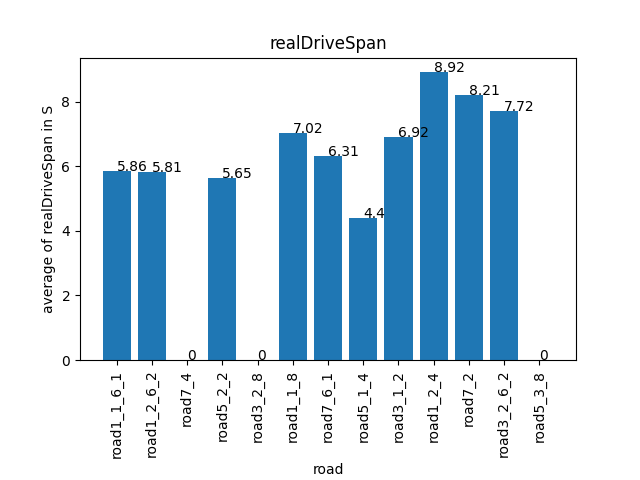 realDriveSpan
average of realDriveSpan in S
8
6
4
2
0
5.86
5.81
0
5.65
0
7.02
6.31
4.4
6.92
8.92
8.21
7.72
0
road1_1_6_1
road1_2_6_2
road7_4
road5_2_2
road3_2_8
road1_1_8
road7_6_1
road5_1_4
road3_1_2
road1_2_4
road7_2
road3_2_6_2
road5_3_8
road